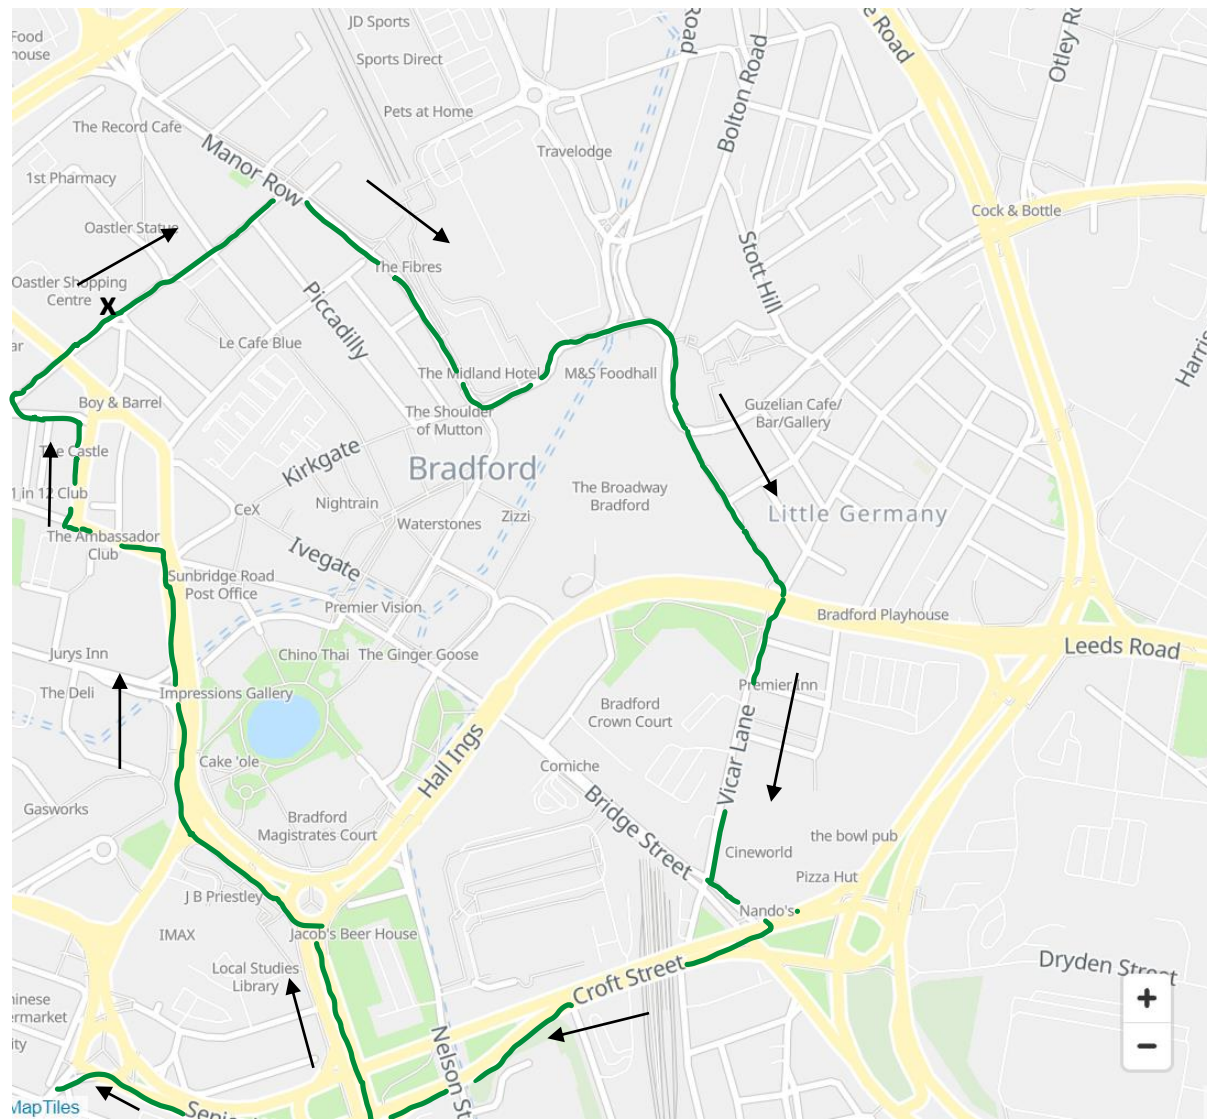 Food
house
JD Sports
Sports Direct
Pets at Home
Road
Bolton Road
e Road
Otley Ro
The Record Cafe
Manor Row
Travelodge
1st Pharmacy
Oastler Statue
Cock & Bottle
Stott Hill
The Fibres
Oastler Shopping
Centre
X
Piccadilly
Le Cafe Blue
Harris
ar
The Midland Hotel
M&S Foodhall
Boy & Barrel
The Shoulder
of Mutton
Guzelian Cafe/
Bar/Gallery
The Castle
Kirkgate
Bradford
1 in 12 Club
CeX
Nightrain
Waterstones
Zizzi
The Broadway
Bradford
Little Germany
The Ambassador
Club
Ivegate
Sunbridge Road
Post Office
Premier Vision
Bradford Playhouse
Leeds Road
Jurys Inn
Chino Thai
The Ginger Goose
The Deli
Impressions Gallery
Premier Inn
Bradford
Crown Court
Hall Ings
Vicar Lane
Cake 'ole
Corniche
Gasworks
Bradford
Magistrates Court
Bridge Street
the bowl pub
Cineworld
Pizza Hut
J B Priestley
Nando's
IMAX
Jacob's Beer House
Local Studies
Library
Croft Street
Dryden Street
hinese
ermarket
ity
+
−
Nelson St
MapTiles